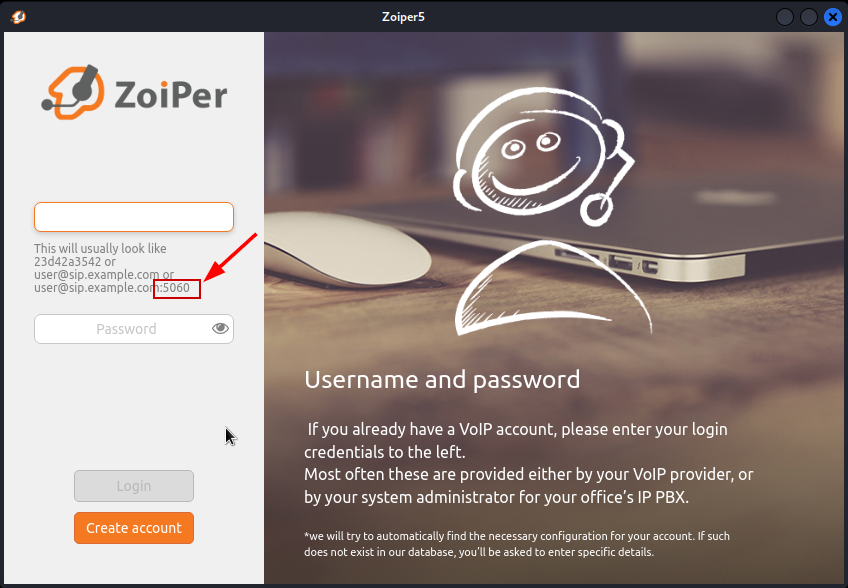 Zoiper5
ZoiPer
This will usually look like
23d42a3542 or
user@sip.example.com or
user@sip.example.com:5060
Password
Login
Create account
Username and password
If you already have a VoIP account, please enter your login
credentials to the left.
Most often these are provided either by your VoIP provider, or
by your system administrator for your office's IP PBX.
*we will try to automatically find the necessary configuration for your account. If such
does not exist in our database, you'll be asked to enter specific details.